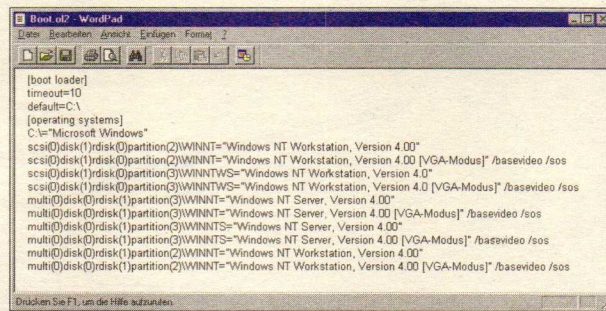 Boot.ol2 - WordPad
Datei Bearbeiten Ansicht Einfügen Format ?
[boot loader]
timeout=10
default=C:\
[operating systems]
C:\="Microsoft Windows"
scsi(0)disk(1)rdisk(0)partition(2)\WINNT="Windows NT Workstation, Version 4.00"
scsi(0)disk(1)rdisk(0)partition(2)\WINNT="Windows NT Workstation, Version 4.00 [VGA-Modus]" /basevideo /sos
scsi(0)disk(1)rdisk(0)partition(3)\WINNTWS="Windows NT Workstation, Version 4.0"
scsi(0)disk(1)rdisk(0)partition(3)\WINNTWS="Windows NT Workstation, Version 4.0 [VGA-Modus]" /basevideo /sos
multi(0)disk(0)rdisk(1)partition(3)\WINNT="Windows NT Server, Version 4.00"
multi(0)disk(0)rdisk(1)partition(3)\WINNT="Windows NT Server, Version 4.00 [VGA-Modus]" /basevideo /sos
multi(0)disk(0)rdisk(1)partition(3)\WINNTS="Windows NT Server, Version 4.00"
multi(0)disk(0)rdisk(1)partition(3)\WINNTS="Windows NT Server, Version 4.00 [VGA-Modus]" /basevideo /sos
multi(0)disk(0)rdisk(1)partition(2)\WINNT="Windows NT Workstation, Version 4.00"
multi(0)disk(0)rdisk(1)partition(2)\WINNT="Windows NT Workstation, Version 4.00 [VGA-Modus]" /basevideo /sos
Drücken Sie F1, um die Hilfe aufzurufen.